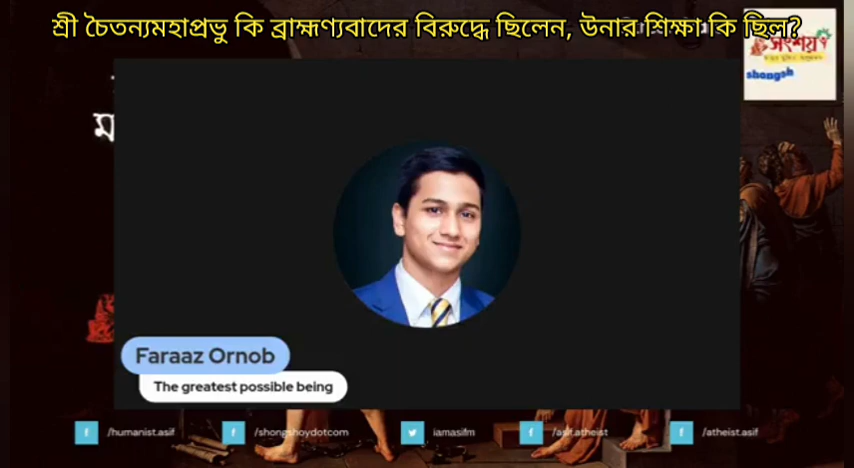 শ্রী চৈতন্যমহাপ্রভু কি ব্রাহ্মণ্যবাদের বিরুদ্ধে ছিলেন, উনার শিক্ষা কি ছিল?
সংশয়
shongsh
ম
Faraaz Ornob
The greatest possible being
/humanist.asif
/shongshoydotcom
iamasifm
/asif.atheist
/atheist.asif